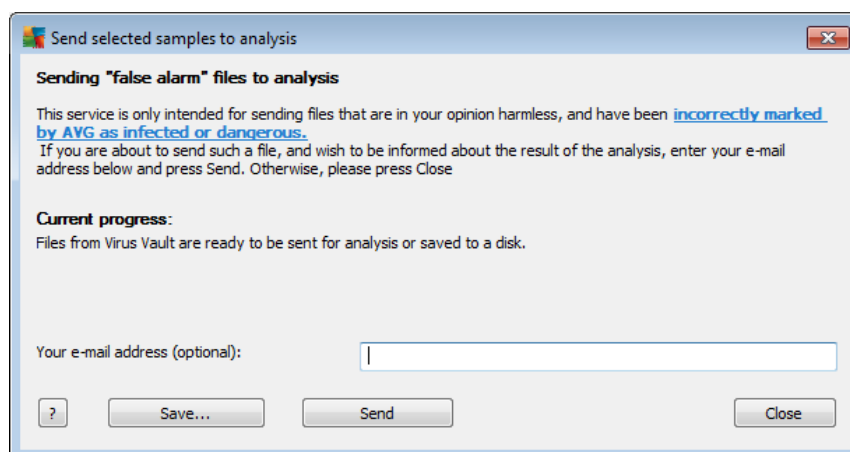 Send selected samples to analysis
Sending "false alarm" files to analysis
This service is only intended for sending files that are in your opinion harmless, and have been incorrectly marked
by AVG as infected or dangerous.
If you are about to send such a file, and wish to be informed about the result of the analysis, enter your e-mail
address below and press Send. Otherwise, please press Close
Current progress:
Files from Virus Vault are ready to be sent for analysis or saved to a disk.
Your e-mail address (optional):
? Save... Send Close